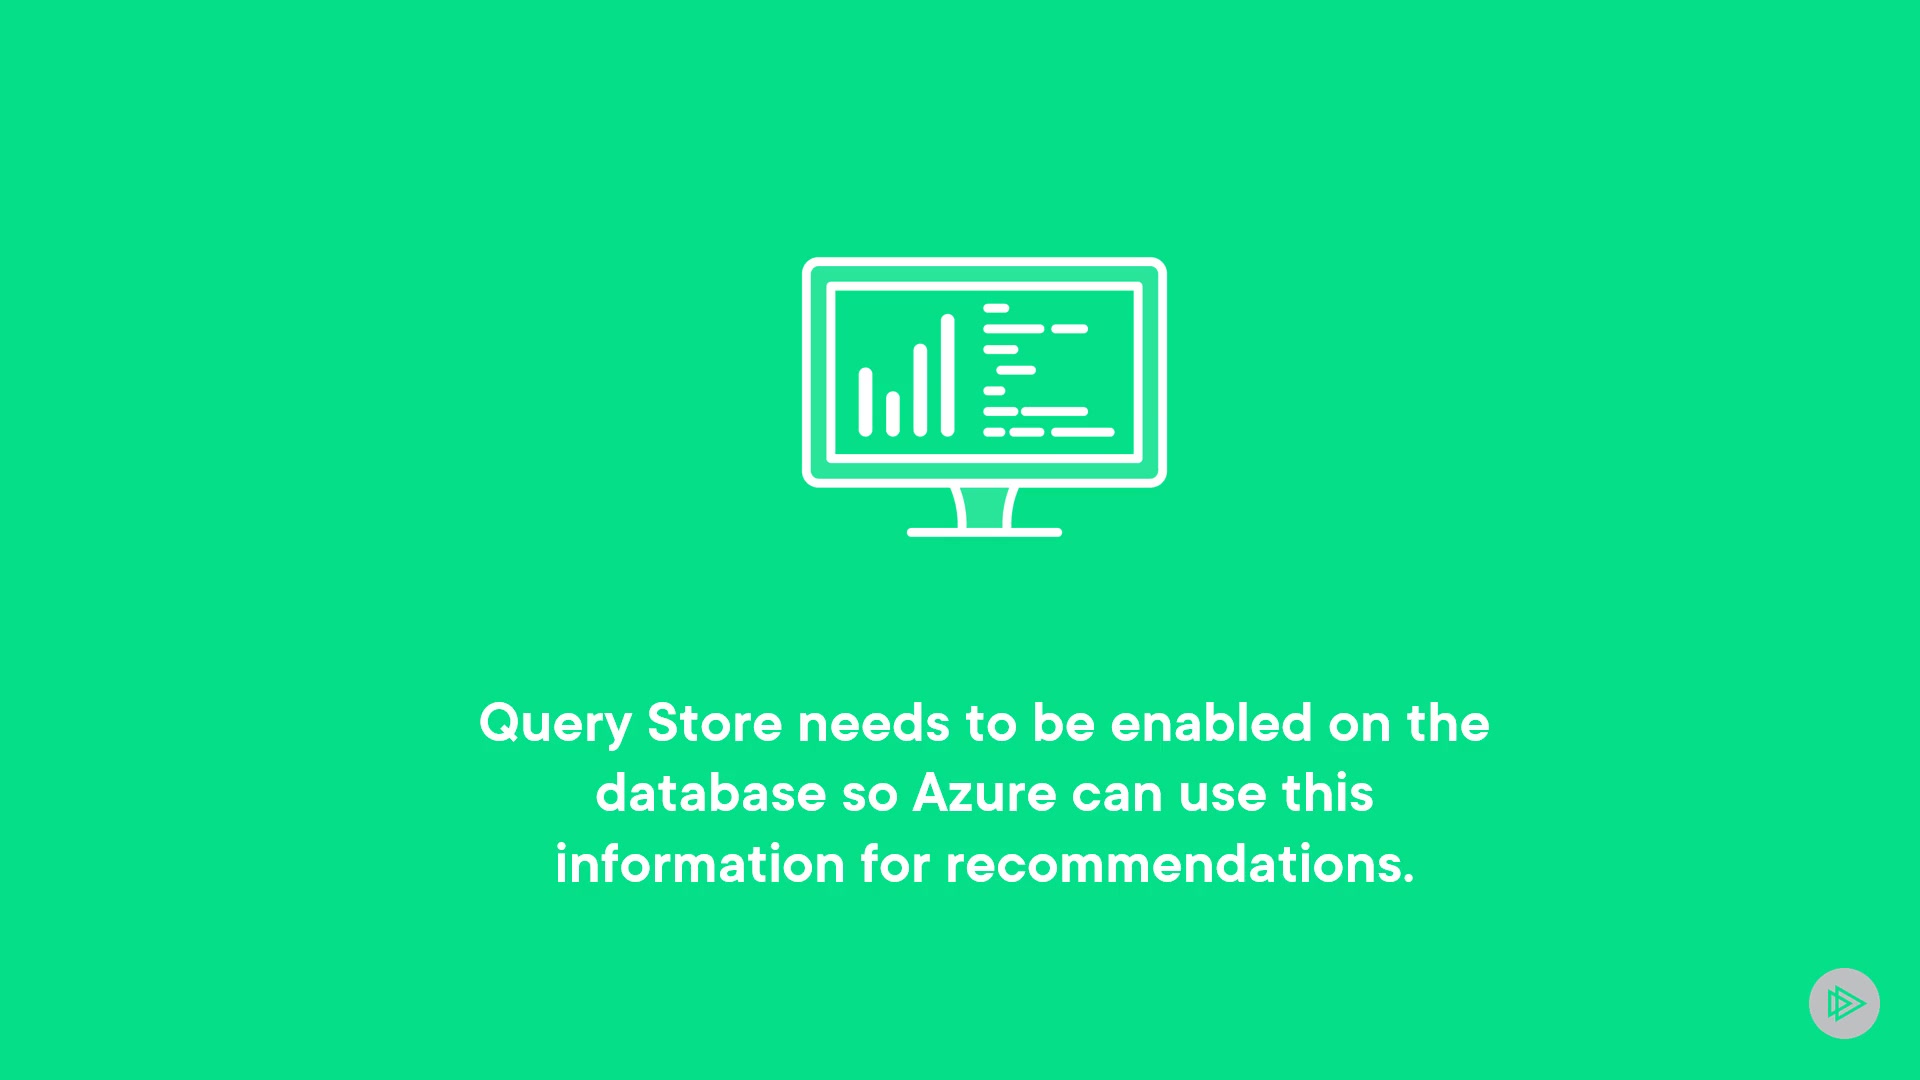 Query Store needs to be enabled on the
database so Azure can use this
information for recommendations.